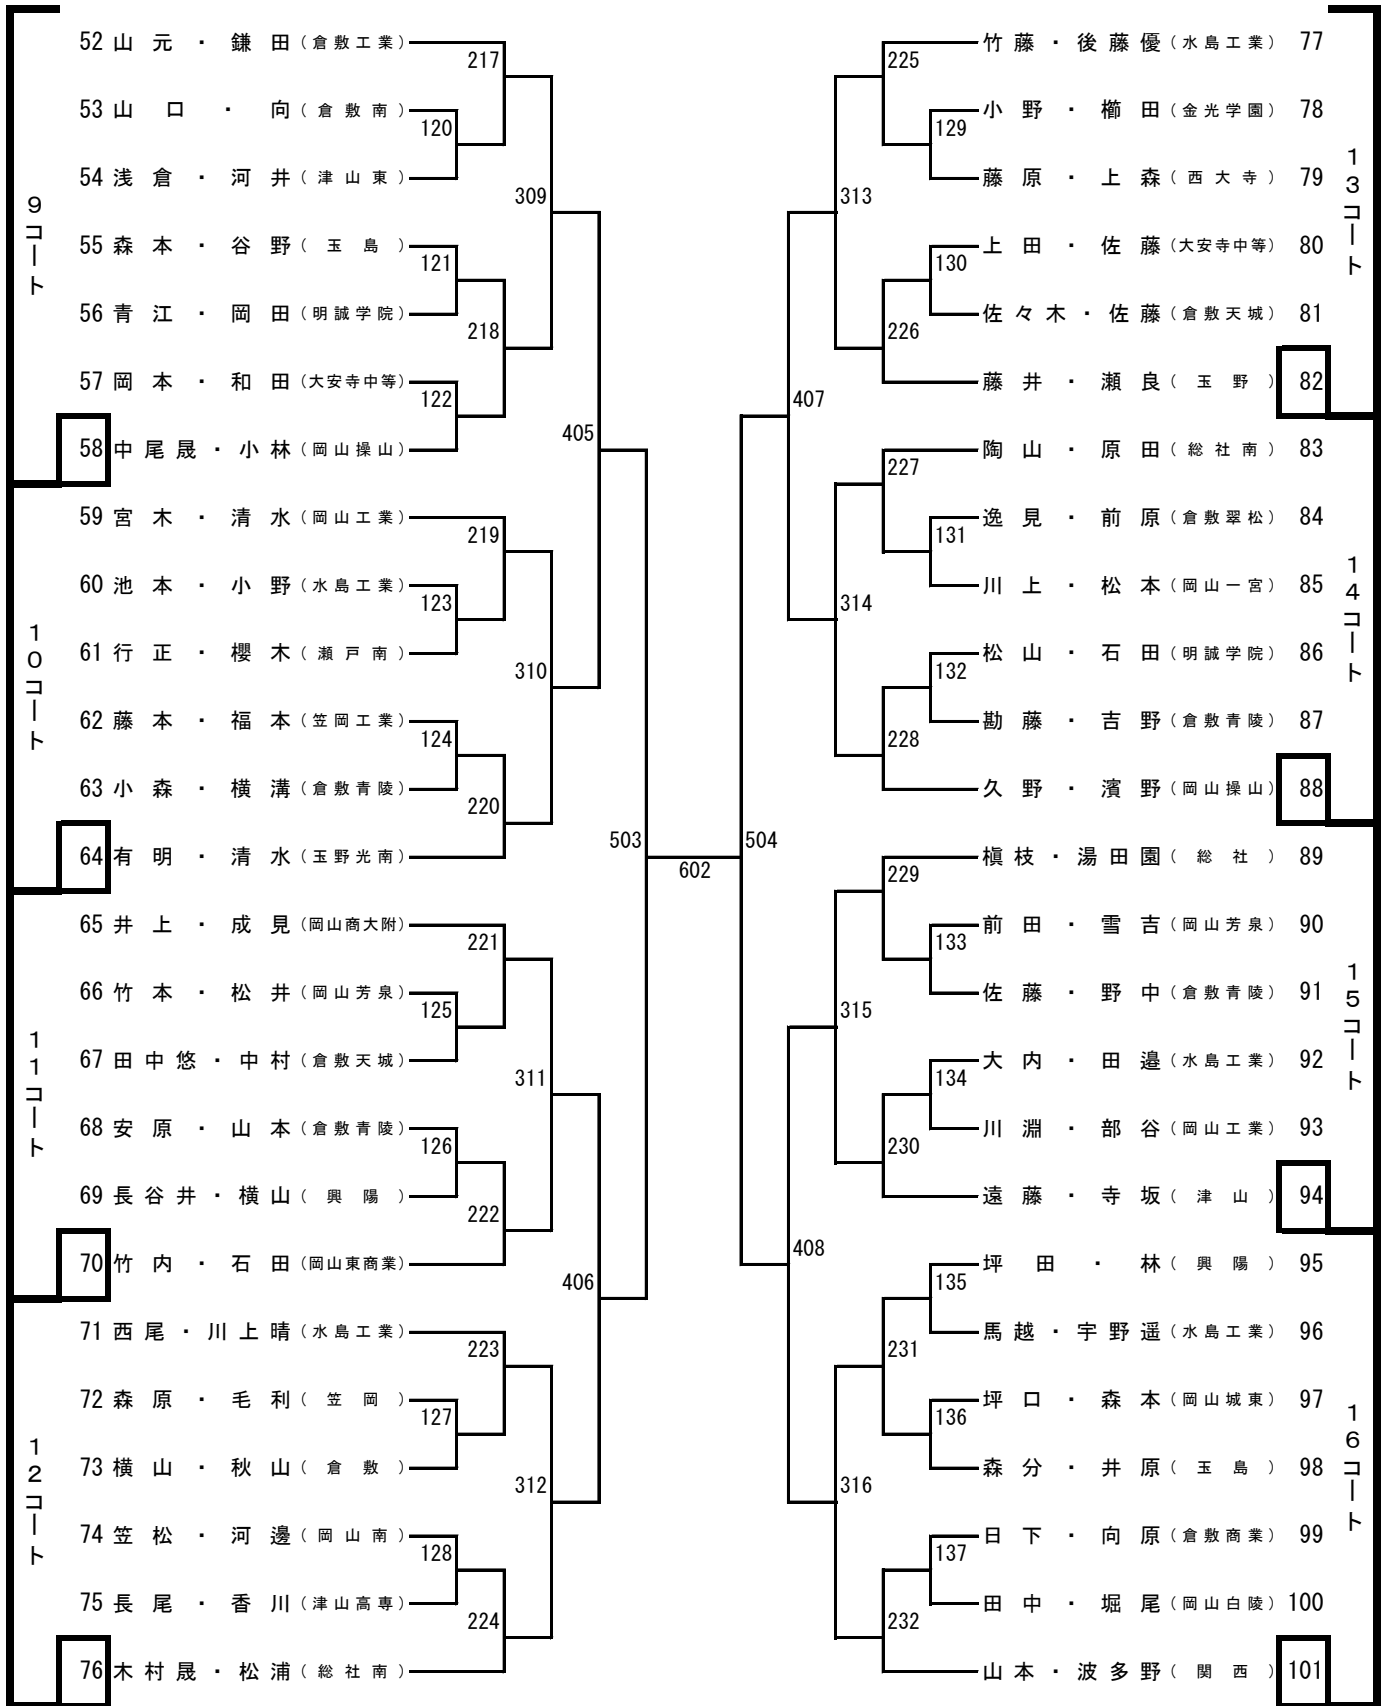 9コート
52 山元・鎌田（倉敷工業）
53 山口・向（倉敷南）
54 浅倉・河井（津山東）
55 森本・谷野（玉島）
56 青江・岡田（明誠学院）
57 岡本・和田（大安寺中等）
58 中尾晟・小林（岡山操山）
10コート
59 宮木・清水（岡山工業）
60 池本・小野（水島工業）
61 行正・櫻木（瀬戸南）
62 藤本・福本（笠岡工業）
63 小森・横溝（倉敷青陵）
64 有明・清水（玉野光南）
11コート
65 井上・成見（岡山商大附）
66 竹本・松井（岡山芳泉）
67 田中悠・中村（倉敷天城）
68 安原・山本（倉敷青陵）
69 長谷井・横山（興陽）
70 竹内・石田（岡山東商業）
12コート
71 西尾・川上晴（水島工業）
72 森原・毛利（笠岡）
73 横山・秋山（倉敷）
74 笠松・河邊（岡山南）
75 長尾・香川（津山高専）
76 木村晟・松浦（総社南）
217
120
309
121
218
122
405
219
123
310
124
220
503
221
125
311
126
222
406
223
127
312
128
224
602
225
129
313
130
226
407
227
131
314
132
228
504
229
133
315
134
230
408
135
231
136
316
137
232
13コート
竹藤・後藤優（水島工業） 77
小野・櫛田（金光学園） 78
藤原・上森（西大寺） 79
上田・佐藤（大安寺中等） 80
佐々木・佐藤（倉敷天城） 81
藤井・瀬良（玉野） 82
14コート
陶山・原田（総社南） 83
逸見・前原（倉敷翠松） 84
川上・松本（岡山一宮） 85
松山・石田（明誠学院） 86
勘藤・吉野（倉敷青陵） 87
久野・濱野（岡山操山） 88
15コート
槇枝・湯田園（総社） 89
前田・雪吉（岡山芳泉） 90
佐藤・野中（倉敷青陵） 91
大内・田邉（水島工業） 92
川淵・部谷（岡山工業） 93
遠藤・寺坂（津山） 94
16コート
坪田・林（興陽） 95
馬越・宇野遥（水島工業） 96
坪口・森本（岡山城東） 97
森分・井原（玉島） 98
日下・向原（倉敷商業） 99
田中・堀尾（岡山白陵） 100
山本・波多野（関西） 101